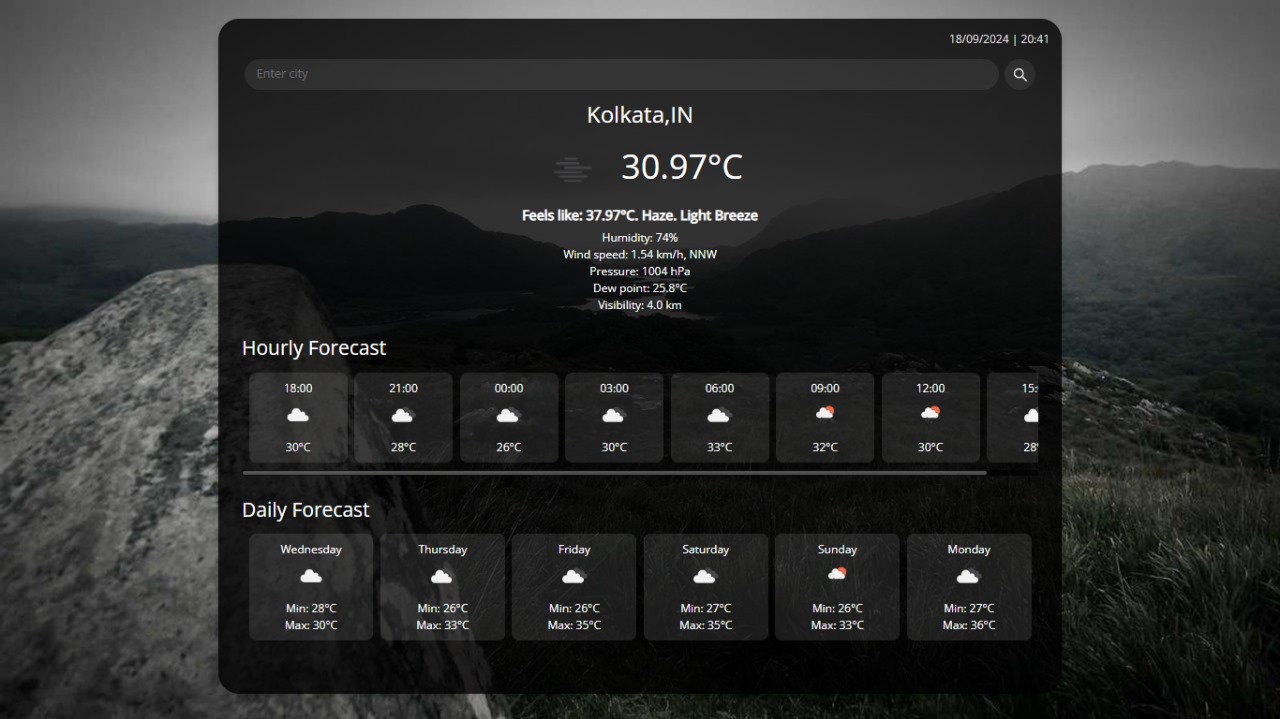 18/09/2024 | 20:41
Enter city
Kolkata,IN
30.97°C
Feels like: 37.97°C. Haze. Light Breeze
Humidity: 74%
Wind speed: 1.54 km/h, NNW
Pressure: 1004 hPa
Dew point: 25.8°C
Visibility: 4.0 km
Hourly Forecast
18:00 21:00 00:00 03:00 06:00 09:00 12:00 15:
30°C 28°C 26°C 30°C 33°C 32°C 30°C 28°
Daily Forecast
Wednesday Thursday Friday Saturday Sunday Monday
Min: 28°C Min: 26°C Min: 26°C Min: 27°C Min: 26°C Min: 27°C
Max: 30°C Max: 33°C Max: 35°C Max: 35°C Max: 33°C Max: 36°C